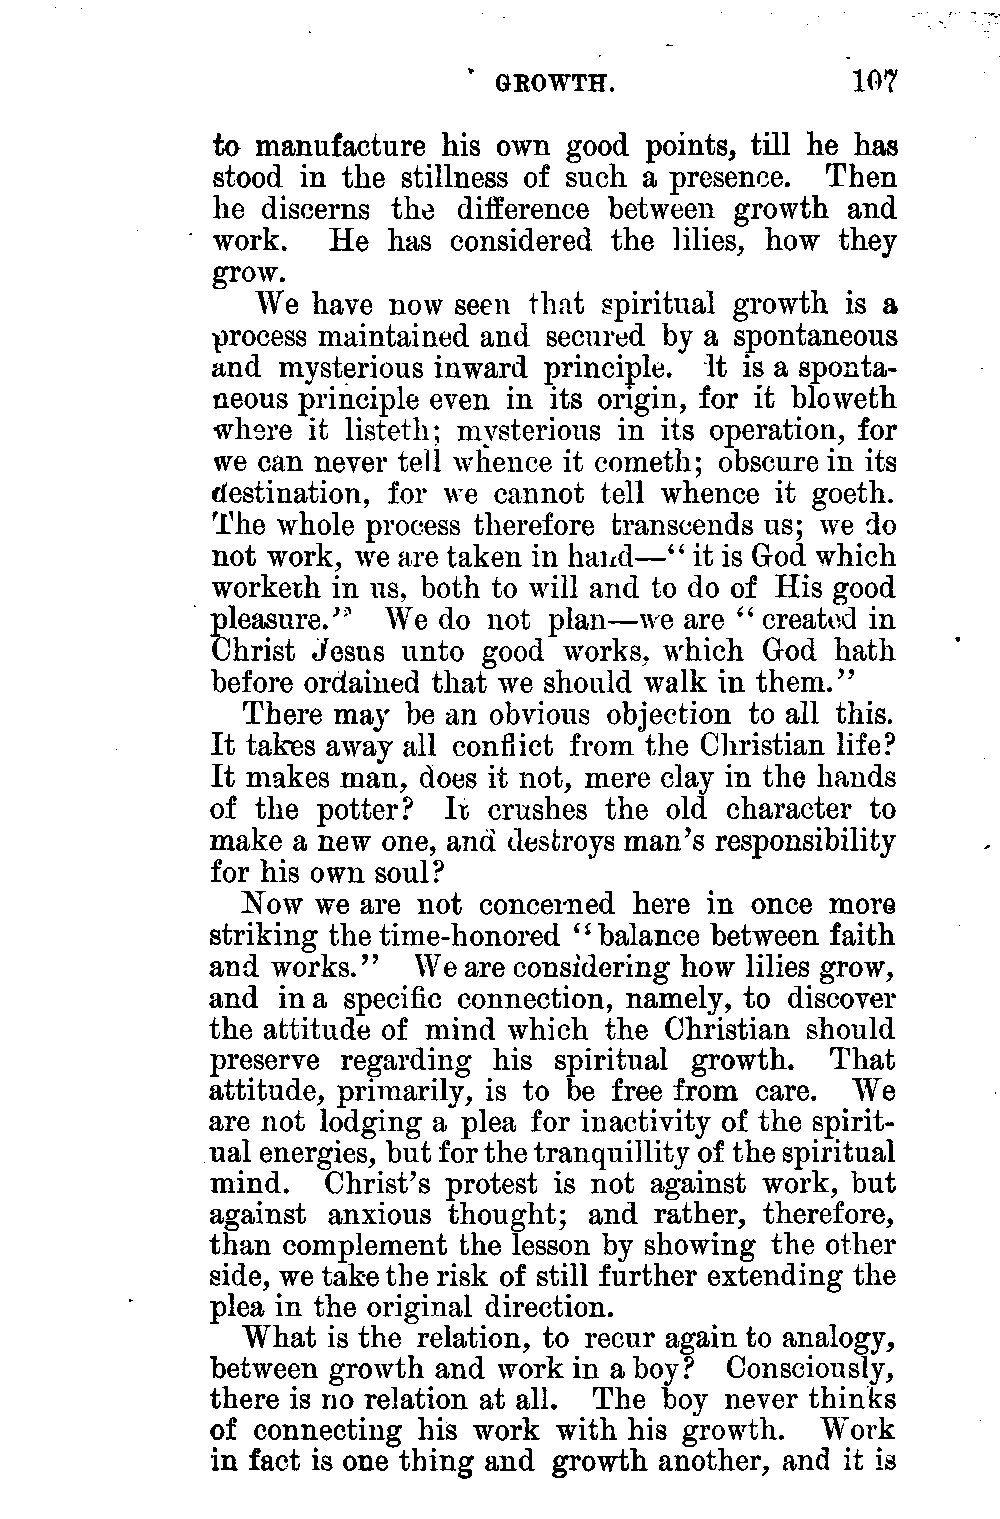 GROWTH. 107
to manufacture his own good points, till he has
stood in the stillness of such a presence. Then
he discerns the difference between growth and
work. He has considered the lilies, how they
grow.
We have now seen that spiritual growth is a
process maintained and secured by a spontaneous
and mysterious inward principle. It is a sponta-
neous principle even in its origin, for it bloweth
where it listeth; mysterious in its operation, for
we can never tell whence it cometh; obscure in its
destination, for we cannot tell whence it goeth.
The whole process therefore transcends us; we do
not work, we are taken in hand—“ it is God which
worketh in us, both to will and to do of His good
pleasure.” We do not plan—we are “ created in
Christ Jesus unto good works, which God hath
before ordained that we should walk in them.”
There may be an obvious objection to all this.
It takes away all conflict from the Christian life?
It makes man, does it not, mere clay in the hands
of the potter? It crushes the old character to
make a new one, and destroys man’s responsibility
for his own soul?
Now we are not concerned here in once more
striking the time-honored “balance between faith
and works.” We are considering how lilies grow,
and in a specific connection, namely, to discover
the attitude of mind which the Christian should
preserve regarding his spiritual growth. That
attitude, primarily, is to be free from care. We
are not lodging a plea for inactivity of the spirit-
ual energies, but for the tranquillity of the spiritual
mind. Christ’s protest is not against work, but
against anxious thought; and rather, therefore,
than complement the lesson by showing the other
side, we take the risk of still further extending the
plea in the original direction.
What is the relation, to recur again to analogy,
between growth and work in a boy? Consciously,
there is no relation at all. The boy never thinks
of connecting his work with his growth. Work
in fact is one thing and growth another, and it is